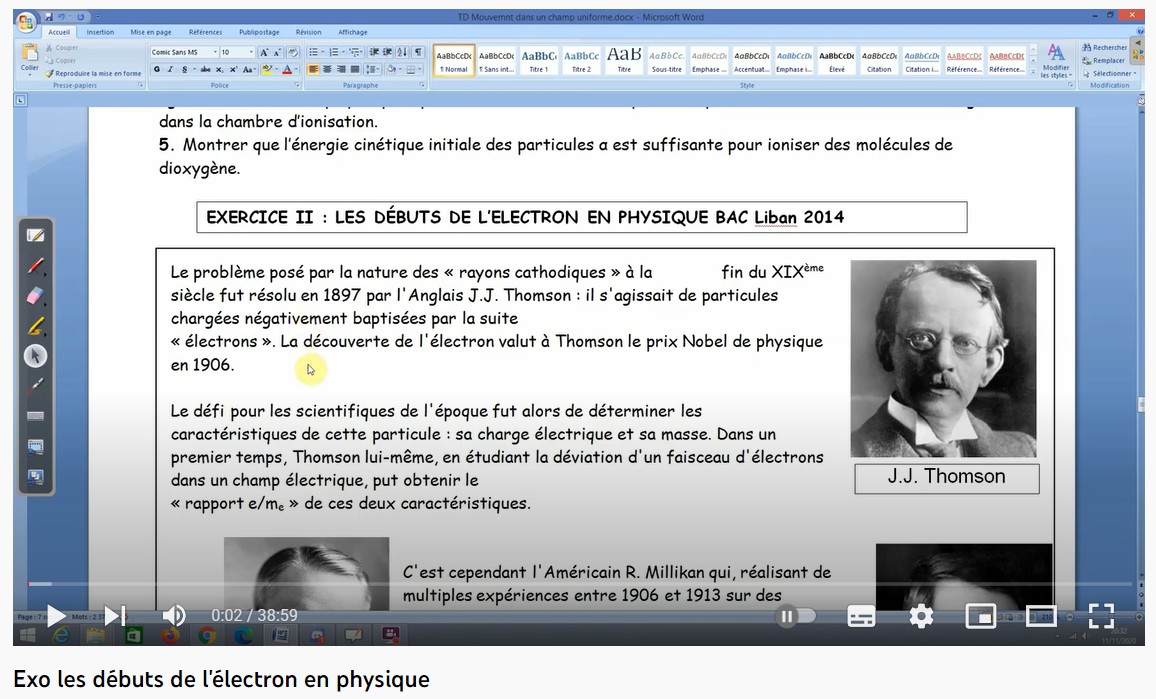 TD Mouvemnt dans un champ uniforme.docx - Microsoft Word
Accueil Insertion Mise en page Références Publipostage Révision Affichage
Coller
Couper
Copier
Reproduire la mise en forme
Presse-papiers
Comic Sans MS 10
Police
Paragraphe
AaBbCcDc AaBbCcDc AaBbC AaBbCc AaB AaBbCc. AaBbCcDc AaBbCcDc AaBbCcDc AaBbCcDc AaBbCcDc AaBbCcDc AABBCCDC AABBCCDC
¶ Normal ¶ Sans int... Titre 1 Titre 2 Titre Sous-titre Emphase ... Accentuat... Emphase i... Élevé Citation Citation i... Référence... Référence...
Style
Modifier les styles
Rechercher
Remplacer
Sélectionner
Modification
dans la chambre d'ionisation.
5. Montrer que l'énergie cinétique initiale des particules a est suffisante pour ioniser des molécules de
dioxygène.
EXERCICE II : LES DÉBUTS DE L'ELECTRON EN PHYSIQUE BAC Liban 2014
Le problème posé par la nature des « rayons cathodiques » à la fin du XIXème
siècle fut résolu en 1897 par l'Anglais J.J. Thomson : il s'agissait de particules
chargées négativement baptisées par la suite
« électrons ». La découverte de l'électron valut à Thomson le prix Nobel de physique
en 1906.
Le défi pour les scientifiques de l'époque fut alors de déterminer les
caractéristiques de cette particule : sa charge électrique et sa masse. Dans un
premier temps, Thomson lui-même, en étudiant la déviation d'un faisceau d'électrons
dans un champ électrique, put obtenir le
« rapport e/me » de ces deux caractéristiques.
J.J. Thomson
C'est cependant l'Américain R. Millikan qui, réalisant de
multiples expériences entre 1906 et 1913 sur des
0:02 / 38:59
20:32
11/11/2020
Exo les débuts de l'électron en physique